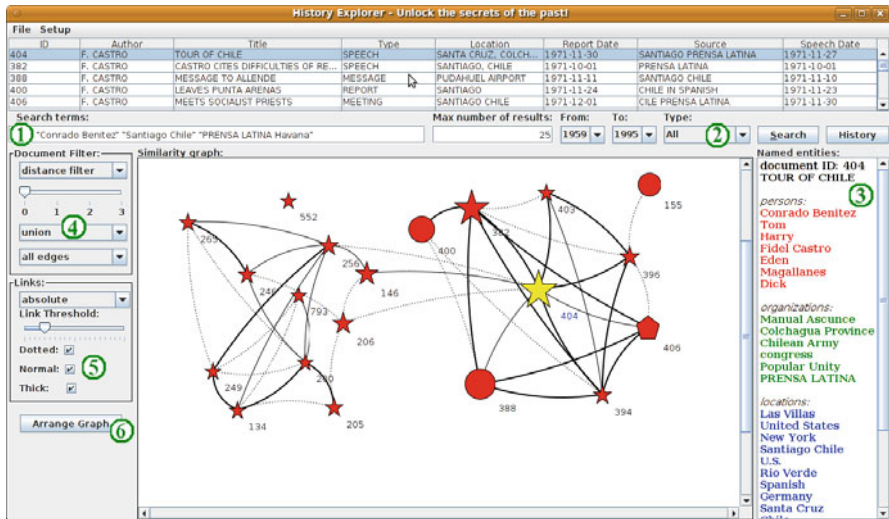 History Explorer - Unlock the secrets of the past!
File Setup
ID Author Title Type Location Report Date Source Speech Date
404 F. CASTRO TOUR OF CHILE SPEECH SANTA CRUZ, COLCH... 1971-11-30 SANTIAGO PRENSA LATINA 1971-11-27
382 F. CASTRO CASTRO CITES DIFFICULTIES OF RE... SPEECH SANTIAGO, CHILE 1971-10-01 PRENSA LATINA 1971-10-01
388 F. CASTRO MESSAGE TO ALLENDE MESSAGE PUDAHUEL AIRPORT 1971-11-11 SANTIAGO CHILE 1971-11-10
400 F. CASTRO LEAVES PUNTA ARENAS REPORT SANTIAGO 1971-11-24 CHILE IN SPANISH 1971-11-23
406 F. CASTRO MEETS SOCIALIST PRIESTS MEETING SANTIAGO CHILE 1971-12-01 CILE PRENSA LATINA 1971-11-30
Search terms: Max number of results: From: To: Type:
1 "Conrado Benitez" "Santiago Chile" "PRENSA LATINA Havana" 25 1959 1995 All 2 Search History
Document Filter:
distance filter
0 1 2 3
union 4
all edges
Links:
absolute
Link Threshold:
Dotted:
Normal: 5
Thick:
Arrange Graph 6
Similarity graph:
552
265
256
246
146
793
206
249
230
134
205
382
403
155
400
396
404
406
388
394
Named entities:
document ID: 404
TOUR OF CHILE 3
persons:
Conrado Benitez
Tom
Harry
Fidel Castro
Eden
Magallanes
Dick
organizations:
Manual Ascunce
Colchagua Province
Chilean Army
congress
Popular Unity
PRENSA LATINA
locations:
Las Villas
United States
New York
Santiago Chile
U.S.
Rio Verde
Spanish
Germany
Santa Cruz
Chile